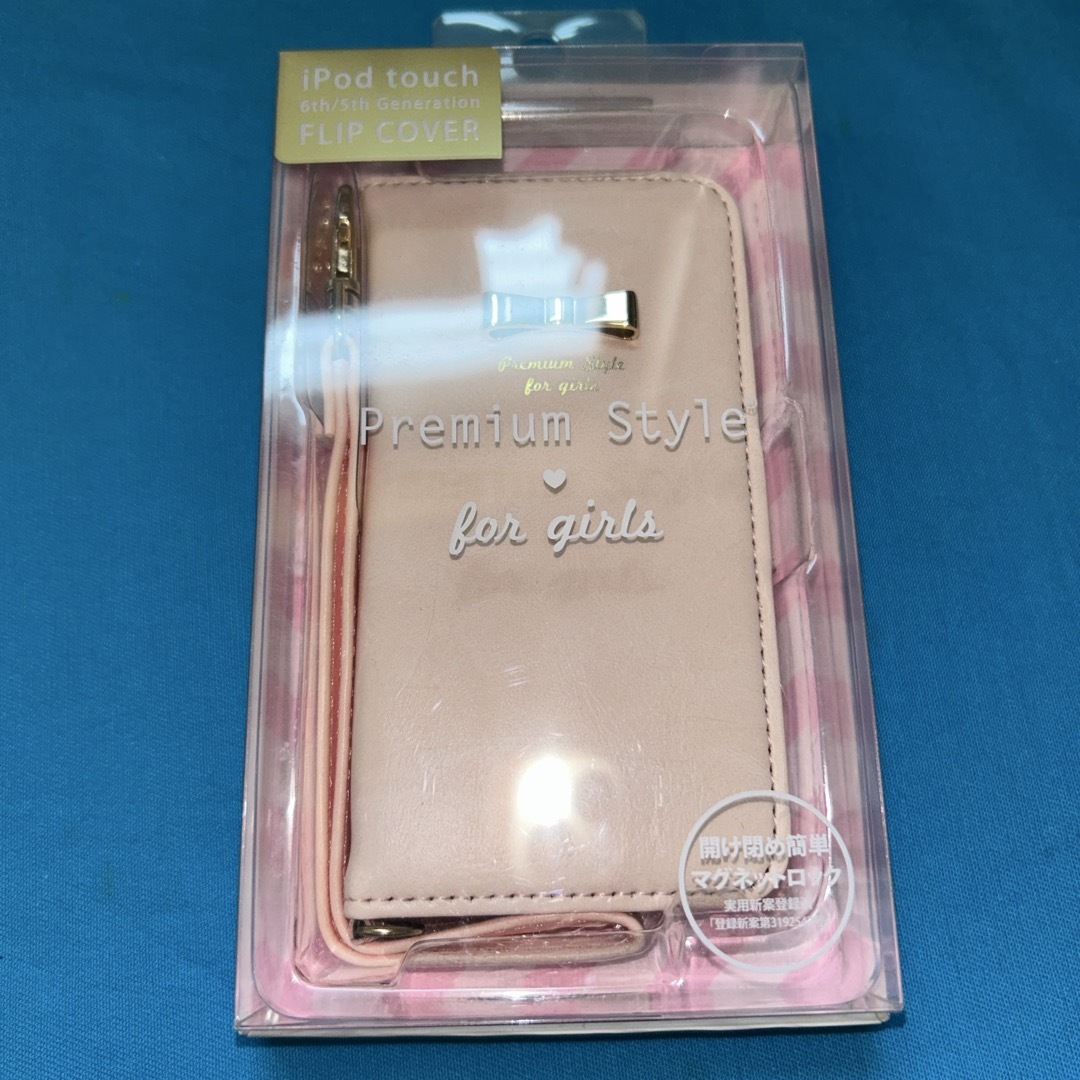 iPod touch
6th/5th Generation
FLIP COVER
Premium Style
for girls
Premium Style
for girls
開け閉め簡単
マグネットロック
実用新案登録